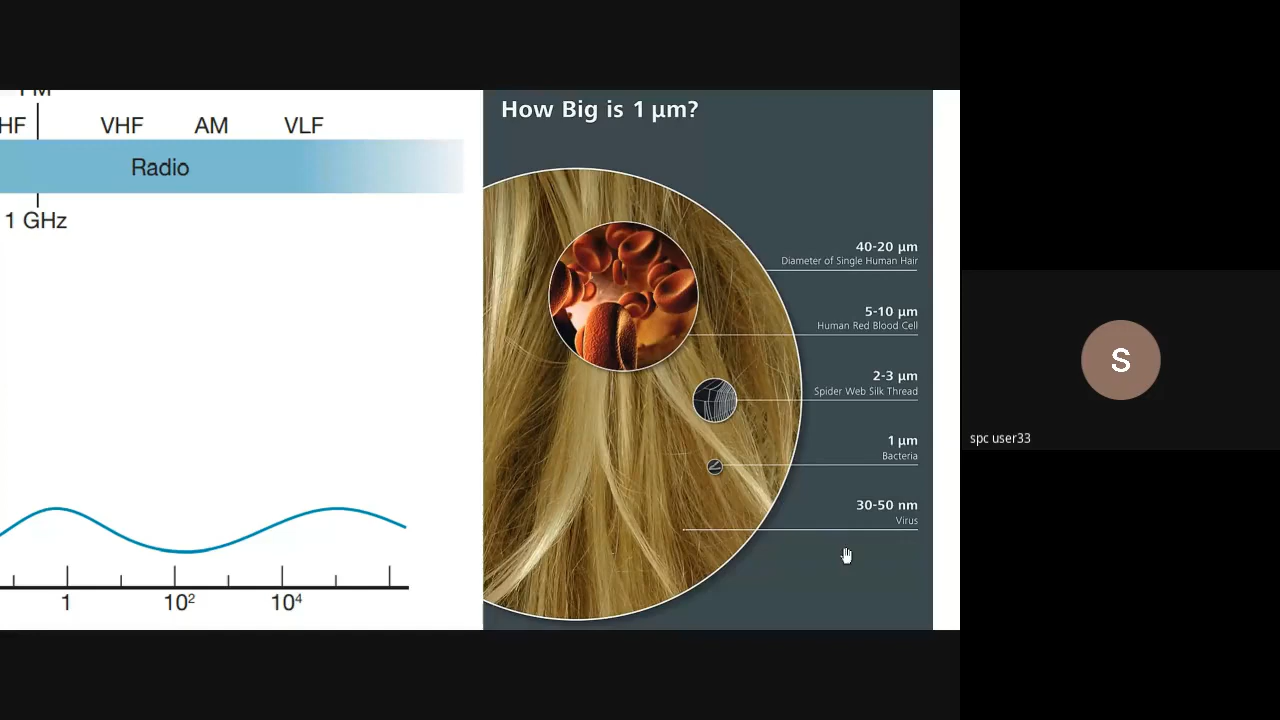 FM
HF
VHF
AM
VLF
Radio
1 GHz
1
10²
10⁴
How Big is 1 µm?
40-20 µm
Diameter of Single Human Hair
5-10 µm
Human Red Blood Cell
2-3 µm
Spider Web Silk Thread
1 µm
Bacteria
30-50 nm
Virus
S
spc user33